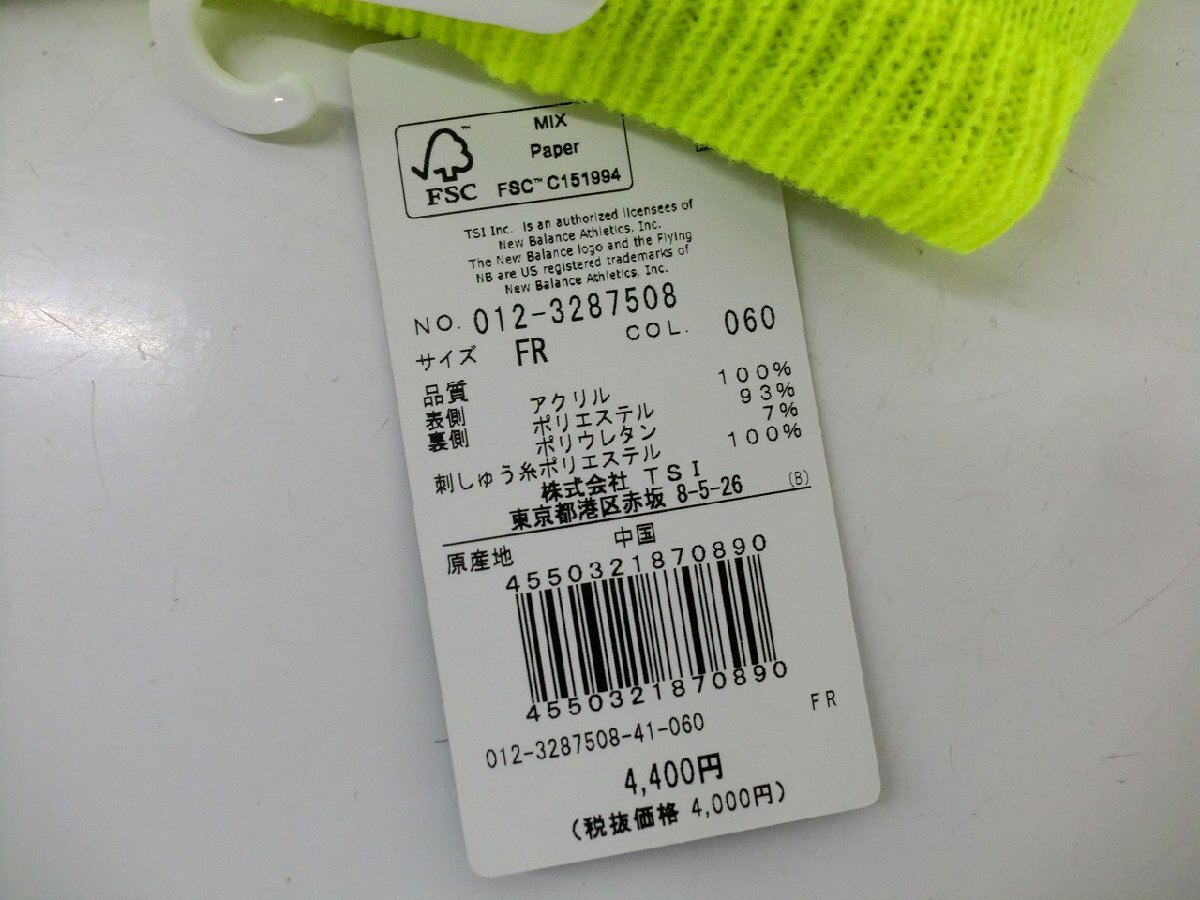 FSC™
MIX
Paper
FSC™ C151994
TSI Inc. is an authorized licensees of
New Balance Athletics, Inc.
The New Balance logo and the Flying
NB are US registered trademarks of
New Balance Athletics, Inc.
NO. 012-3287508
サイズ FR COL. 060
品質
表側 アクリル 100%
裏側 ポリエステル 93%
ポリウレタン 7%
刺しゅう糸ポリエステル 100%
株式会社 TSI
東京都港区赤坂 8-5-26 (B)
原産地 中国
4550321870890
4550321870890
012-3287508-41-060 FR
4,400円
(税抜価格 4,000円)